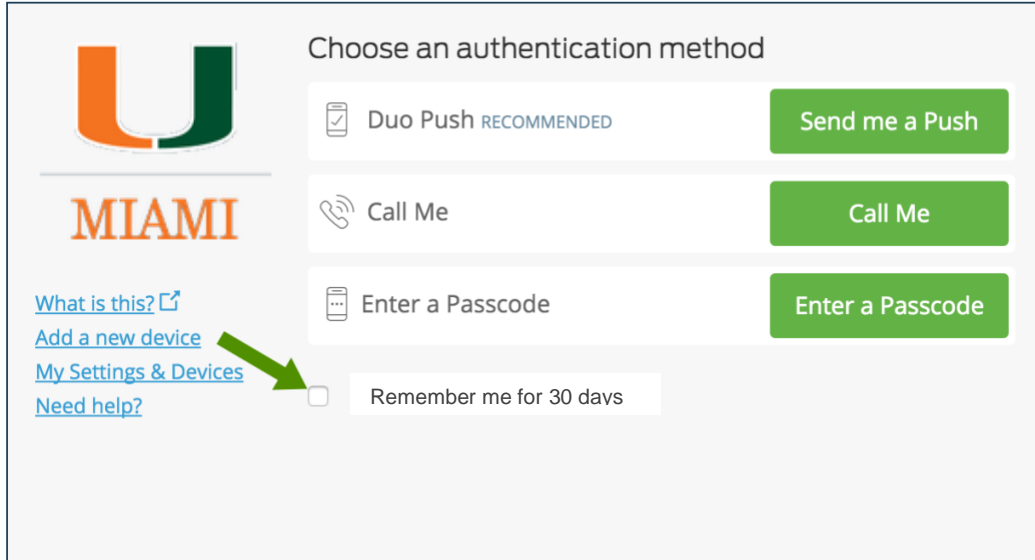 Choose an authentication method
Duo Push RECOMMENDED
Send me a Push
Call Me
Call Me
Enter a Passcode
Enter a Passcode
Remember me for 30 days
U
MIAMI
What is this?
Add a new device
My Settings & Devices
Need help?